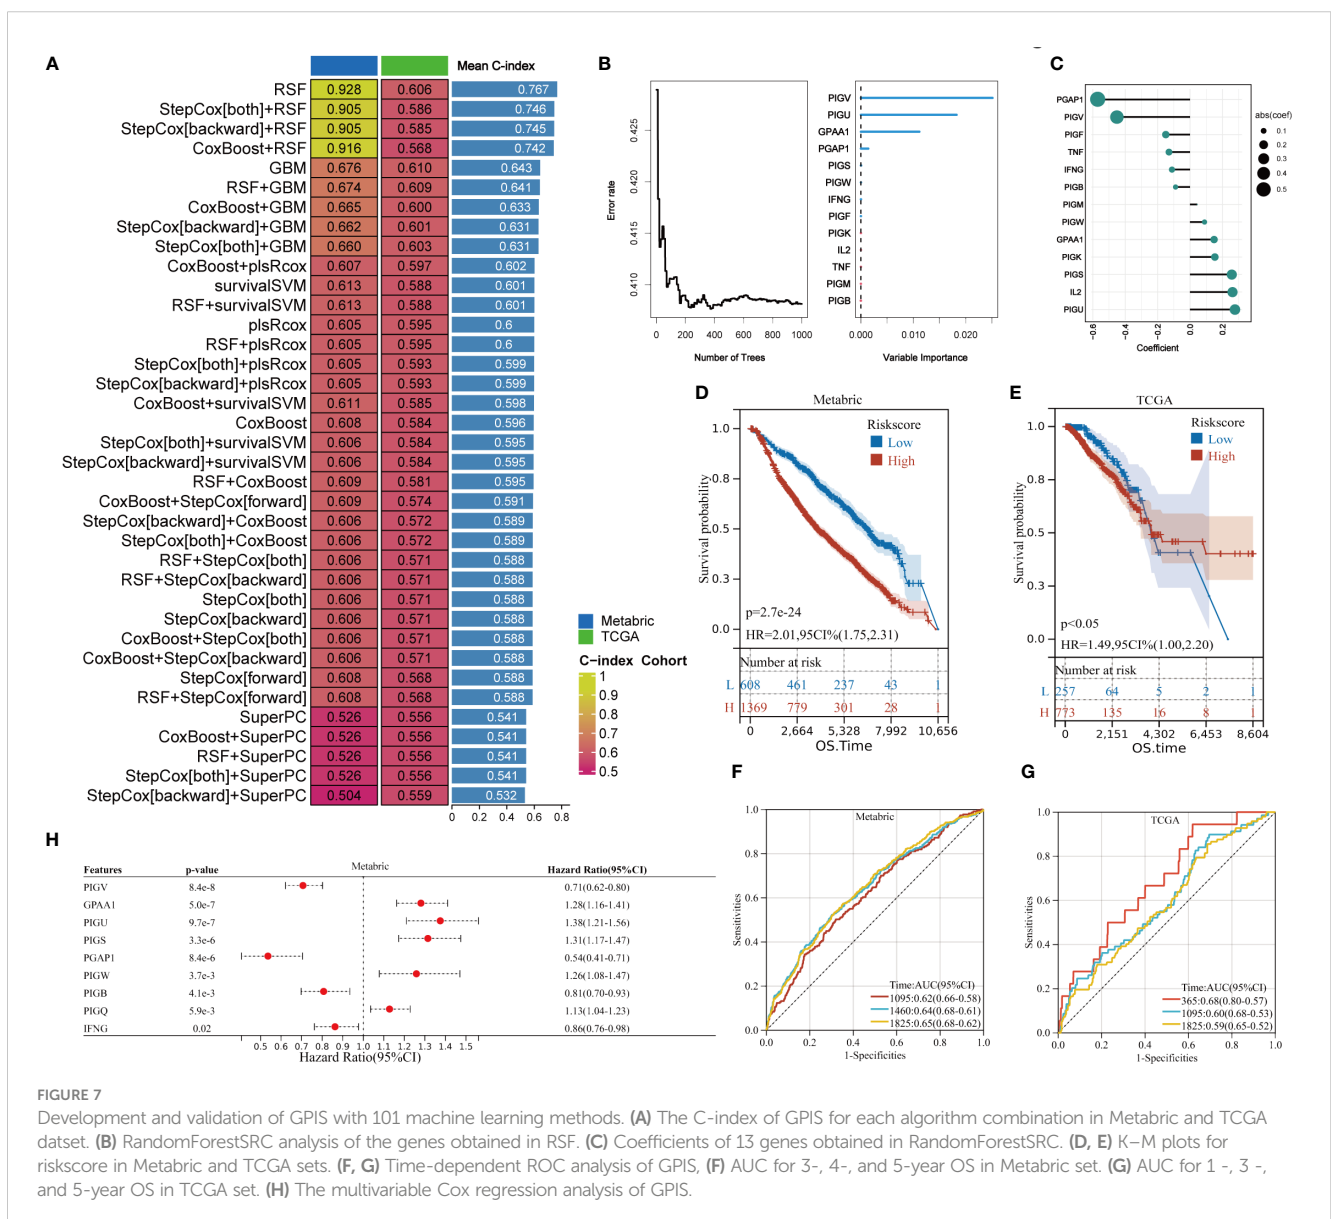 A
Mean C-index
RSF 0.928 0.606 0.767
StepCox[both]+RSF 0.905 0.586 0.746
StepCox[backward]+RSF 0.905 0.585 0.745
CoxBoost+RSF 0.916 0.568 0.742
GBM 0.676 0.610 0.643
RSF+GBM 0.674 0.609 0.641
CoxBoost+GBM 0.665 0.600 0.633
StepCox[backward]+GBM 0.662 0.601 0.631
StepCox[both]+GBM 0.660 0.603 0.631
CoxBoost+plsRcox 0.607 0.597 0.602
survivalSVM 0.613 0.588 0.601
RSF+survivalSVM 0.613 0.588 0.601
plsRcox 0.605 0.595 0.6
RSF+plsRcox 0.605 0.595 0.6
StepCox[both]+plsRcox 0.605 0.593 0.599
StepCox[backward]+plsRcox 0.605 0.593 0.599
CoxBoost+survivalSVM 0.611 0.585 0.598
CoxBoost 0.608 0.584 0.596
StepCox[both]+survivalSVM 0.606 0.584 0.595
StepCox[backward]+survivalSVM 0.606 0.584 0.595
RSF+CoxBoost 0.609 0.581 0.595
CoxBoost+StepCox[forward] 0.609 0.574 0.591
StepCox[backward]+CoxBoost 0.606 0.572 0.589
StepCox[both]+CoxBoost 0.606 0.572 0.589
RSF+StepCox[both] 0.606 0.571 0.588
RSF+StepCox[backward] 0.606 0.571 0.588
StepCox[both] 0.606 0.571 0.588
StepCox[backward] 0.606 0.571 0.588
CoxBoost+StepCox[both] 0.606 0.571 0.588
CoxBoost+StepCox[backward] 0.606 0.571 0.588
StepCox[forward] 0.608 0.568 0.588
RSF+StepCox[forward] 0.608 0.568 0.588
SuperPC 0.526 0.556 0.541
CoxBoost+SuperPC 0.526 0.556 0.541
RSF+SuperPC 0.526 0.556 0.541
StepCox[both]+SuperPC 0.526 0.556 0.541
StepCox[backward]+SuperPC 0.504 0.559 0.532
0 0.2 0.4 0.6 0.8
Metabric
TCGA
C-index Cohort
1
0.9
0.8
0.7
0.6
0.5
B
Error rate
0.425
0.420
0.415
0.410
0 200 400 600 800 1000
Number of Trees
PIGV
PIGU
GPAA1
PGAP1
PIGS
PIGW
IFNG
PIGF
PIGK
IL2
TNF
PIGM
PIGB
0.000 0.010 0.020
Variable Importance
C
PGAP1
PIGV
PIGF
TNF
IFNG
PIGB
PIGM
PIGW
GPAA1
PIGK
PIGS
IL2
PIGU
-0.6 -0.4 -0.2 0.0 0.2
Coefficient
abs(coef)
0.1
0.2
0.3
0.4
0.5
D
Metabric
Riskscore
Low
High
Survival probability
1.0
0.8
0.5
0.3
0.0
p=2.7e-24
HR=2.01,95CI%(1.75,2.31)
Number at risk
L 608 461 237 43 1
H 1369 779 301 28 1
0 2,664 5,328 7,992 10,656
OS.Time
E
TCGA
Riskscore
Low
High
Survival probability
1.0
0.8
0.5
0.3
0.0
p<0.05
HR=1.49,95CI%(1.00,2.20)
Number at risk
L 257 64 5 2 1
H 773 135 16 8 1
0 2,151 4,302 6,453 8,604
OS.time
F
Metabric
Sensitivities
1.0
0.8
0.6
0.4
0.2
0.0
Time:AUC(95%CI)
1095:0.62(0.66-0.58)
1460:0.64(0.68-0.61)
1825:0.65(0.68-0.62)
0.0 0.2 0.4 0.6 0.8 1.0
1-Specificities
G
TCGA
Sensitivities
1.0
0.8
0.6
0.4
0.2
0.0
Time:AUC(95%CI)
365:0.68(0.80-0.57)
1095:0.60(0.68-0.53)
1825:0.59(0.65-0.52)
0.0 0.2 0.4 0.6 0.8 1.0
1-Specificities
H
Metabric
Features p-value Hazard Ratio(95%CI)
PIGV 8.4e-8 0.71(0.62-0.80)
GPAA1 5.0e-7 1.28(1.16-1.41)
PIGU 9.7e-7 1.38(1.21-1.56)
PIGS 3.3e-6 1.31(1.17-1.47)
PGAP1 8.4e-6 0.54(0.41-0.71)
PIGW 3.7e-3 1.26(1.08-1.47)
PIGB 4.1e-3 0.81(0.70-0.93)
PIGQ 5.9e-3 1.13(1.04-1.23)
IFNG 0.02 0.86(0.76-0.98)
0.5 0.6 0.7 0.8 0.9 1.0 1.1 1.2 1.3 1.4 1.5
Hazard Ratio(95%CI)
FIGURE 7
Development and validation of GPIS with 101 machine learning methods. (A) The C-index of GPIS for each algorithm combination in Metabric and TCGA
datset. (B) RandomForestSRC analysis of the genes obtained in RSF. (C) Coefficients of 13 genes obtained in RandomForestSRC. (D, E) K–M plots for
riskscore in Metabric and TCGA sets. (F, G) Time-dependent ROC analysis of GPIS, (F) AUC for 3-, 4-, and 5-year OS in Metabric set. (G) AUC for 1 -, 3 -,
and 5-year OS in TCGA set. (H) The multivariable Cox regression analysis of GPIS.